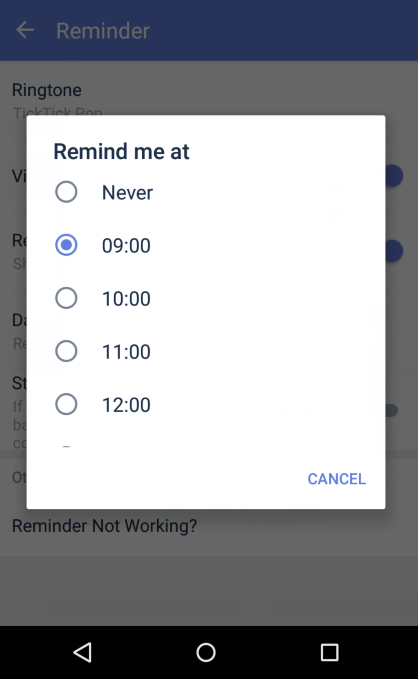 Reminder
Ringtone
TickTick Pop
Vi
Remind me at
Never
09:00
Re
Sh
10:00
Da
Re
11:00
St
If
12:00
ba
co
Ot
CANCEL
Reminder Not Working?